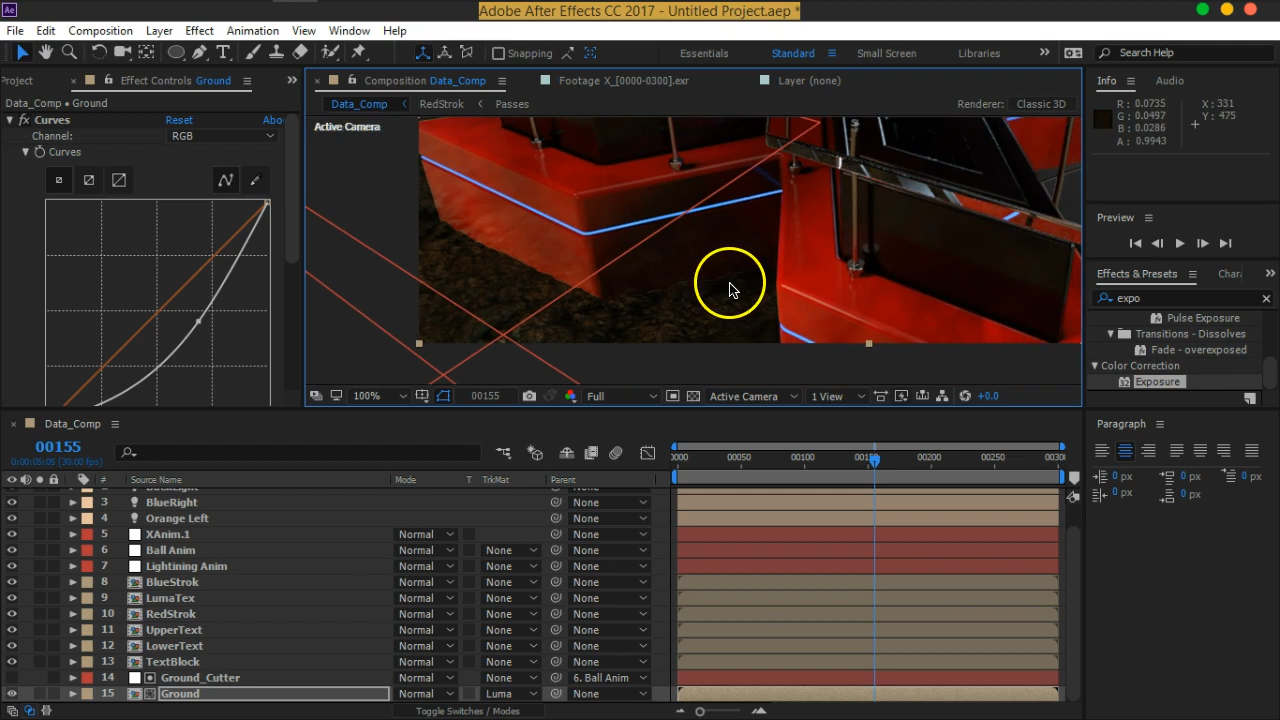 Ae
Adobe After Effects CC 2017 - Untitled Project.aep *
File Edit Composition Layer Effect Animation View Window Help
Snapping Essentials Standard Small Screen Libraries Search Help
Project Effect Controls Ground
Composition Data_Comp Footage X_[0000-0300].exr Layer (none)
Info Audio
Data_Comp • Ground
Data_Comp RedStrok Passes Renderer: Classic 3D
R : 0.0735
G : 0.0497
B : 0.0286
A : 0.9943
X : 331
Y : 475
fx Curves Reset Abo
Channel: RGB
Curves
Active Camera
Preview
Effects & Presets Chara
expo
Pulse Exposure
Transitions - Dissolves
Fade - overexposed
Color Correction
Exposure
100% 00155 Full Active Camera 1 View +0.0
Data_Comp
00155
0:00:05:05 (30.00 fps)
Paragraph
0 px 0 px 0 px
0 px 0 px
# Source Name Mode T TrkMat Parent
0000 00050 00100 00150 00200 00250 00300
3 BlueRight None
4 Orange Left None
5 XAnim.1 Normal None
6 Ball Anim Normal None None
7 Lightining Anim Normal None None
8 BlueStrok Normal None None
9 LumaTex Normal None None
10 RedStrok Normal None None
11 UpperText Normal None None
12 LowerText Normal None None
13 TextBlock Normal None None
14 Ground_Cutter Normal None 6. Ball Anim
15 Ground Normal Luma None
Toggle Switches / Modes